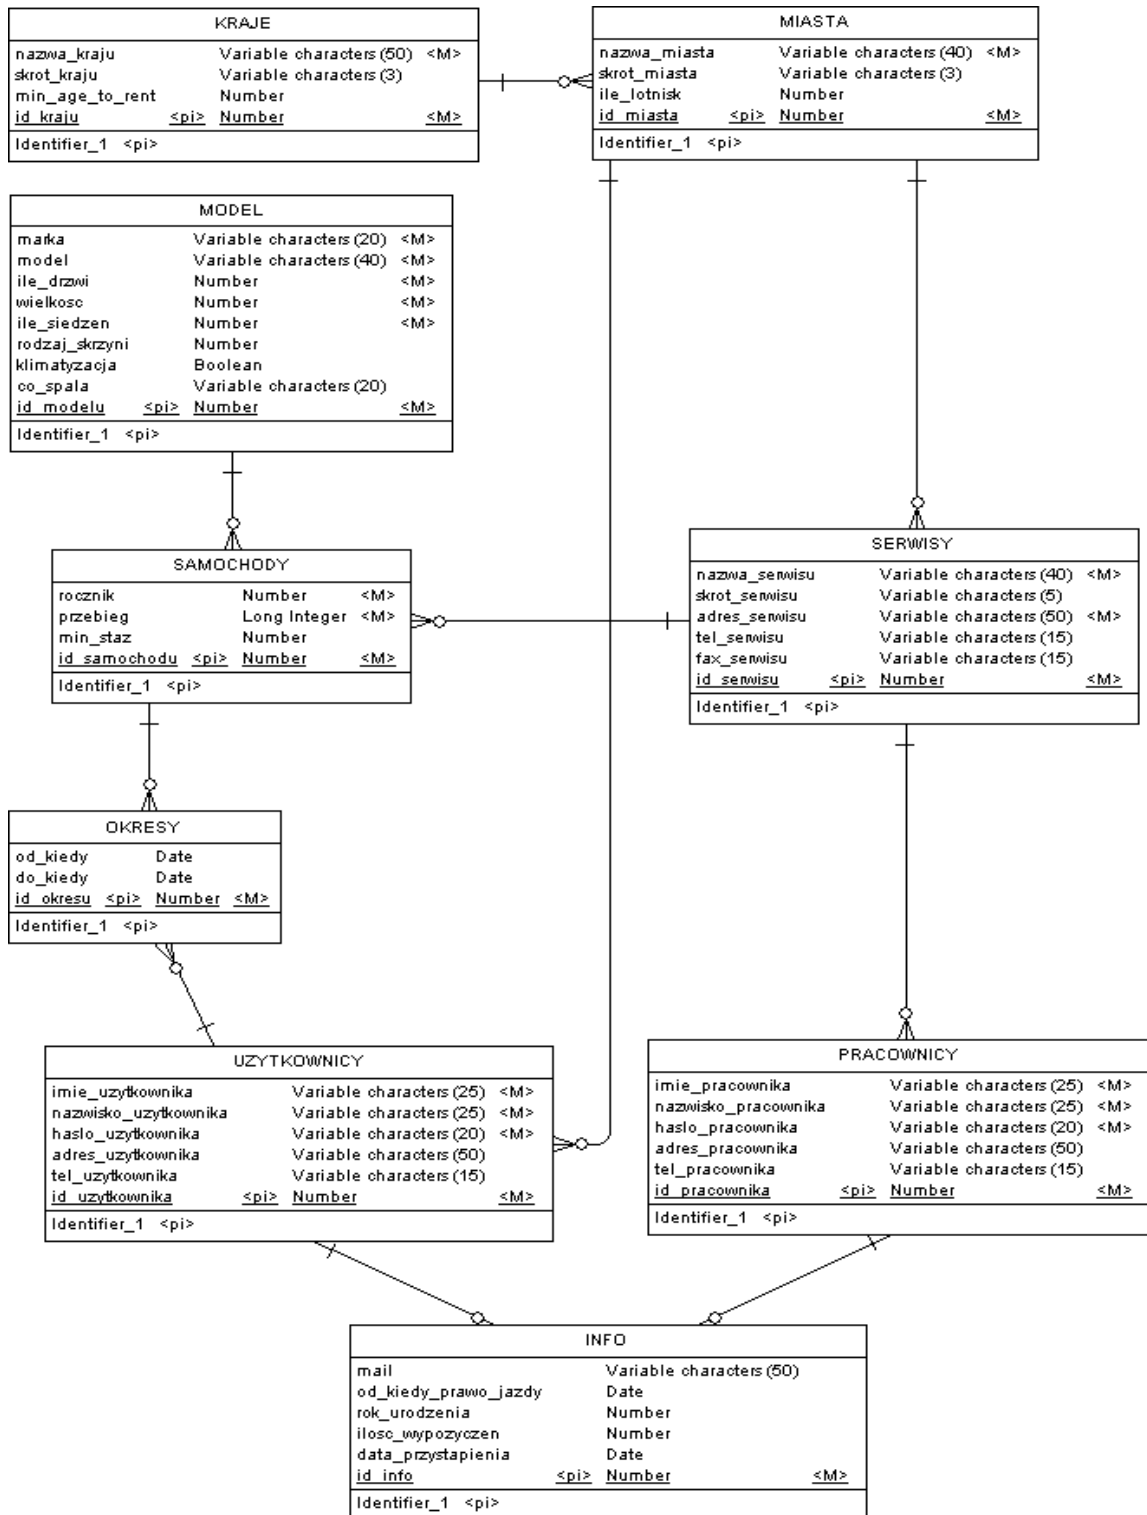 KRAJE
nazwa_kraju Variable characters (50) <M>
skrot_kraju Variable characters (3)
min_age_to_rent Number
id_kraju <pi> Number <M>
Identifier_1 <pi>
MIASTA
nazwa_miasta Variable characters (40) <M>
skrot_miasta Variable characters (3)
ile_lotnisk Number
id_miasta <pi> Number <M>
Identifier_1 <pi>
MODEL
marka Variable characters (20) <M>
model Variable characters (40) <M>
ile_drzwi Number <M>
wielkosc Number <M>
ile_siedzen Number <M>
rodzaj_skrzyni Number
klimatyzacja Boolean
co_spala Variable characters (20)
id_modelu <pi> Number <M>
Identifier_1 <pi>
SAMOCHODY
rocznik Number <M>
przebieg Long Integer <M>
min_staz Number
id_samochodu <pi> Number <M>
Identifier_1 <pi>
SERWISY
nazwa_serwisu Variable characters (40) <M>
skrot_serwisu Variable characters (5)
adres_serwisu Variable characters (50) <M>
tel_serwisu Variable characters (15)
fax_serwisu Variable characters (15)
id_serwisu <pi> Number <M>
Identifier_1 <pi>
OKRESY
od_kiedy Date
do_kiedy Date
id_okresu <pi> Number <M>
Identifier_1 <pi>
UZYTKOWNICY
imie_uzytkownika Variable characters (25) <M>
nazwisko_uzytkownika Variable characters (25) <M>
haslo_uzytkownika Variable characters (20) <M>
adres_uzytkownika Variable characters (50)
tel_uzytkownika Variable characters (15)
id_uzytkownika <pi> Number <M>
Identifier_1 <pi>
PRACOWNICY
imie_pracownika Variable characters (25) <M>
nazwisko_pracownika Variable characters (25) <M>
haslo_pracownika Variable characters (20) <M>
adres_pracownika Variable characters (50)
tel_pracownika Variable characters (15)
id_pracownika <pi> Number <M>
Identifier_1 <pi>
INFO
mail Variable characters (50)
od_kiedy_prawo_jazdy Date
rok_urodzenia Number
ilosc_wypozyczen Number
data_przystapienia Date
id_info <pi> Number <M>
Identifier_1 <pi>